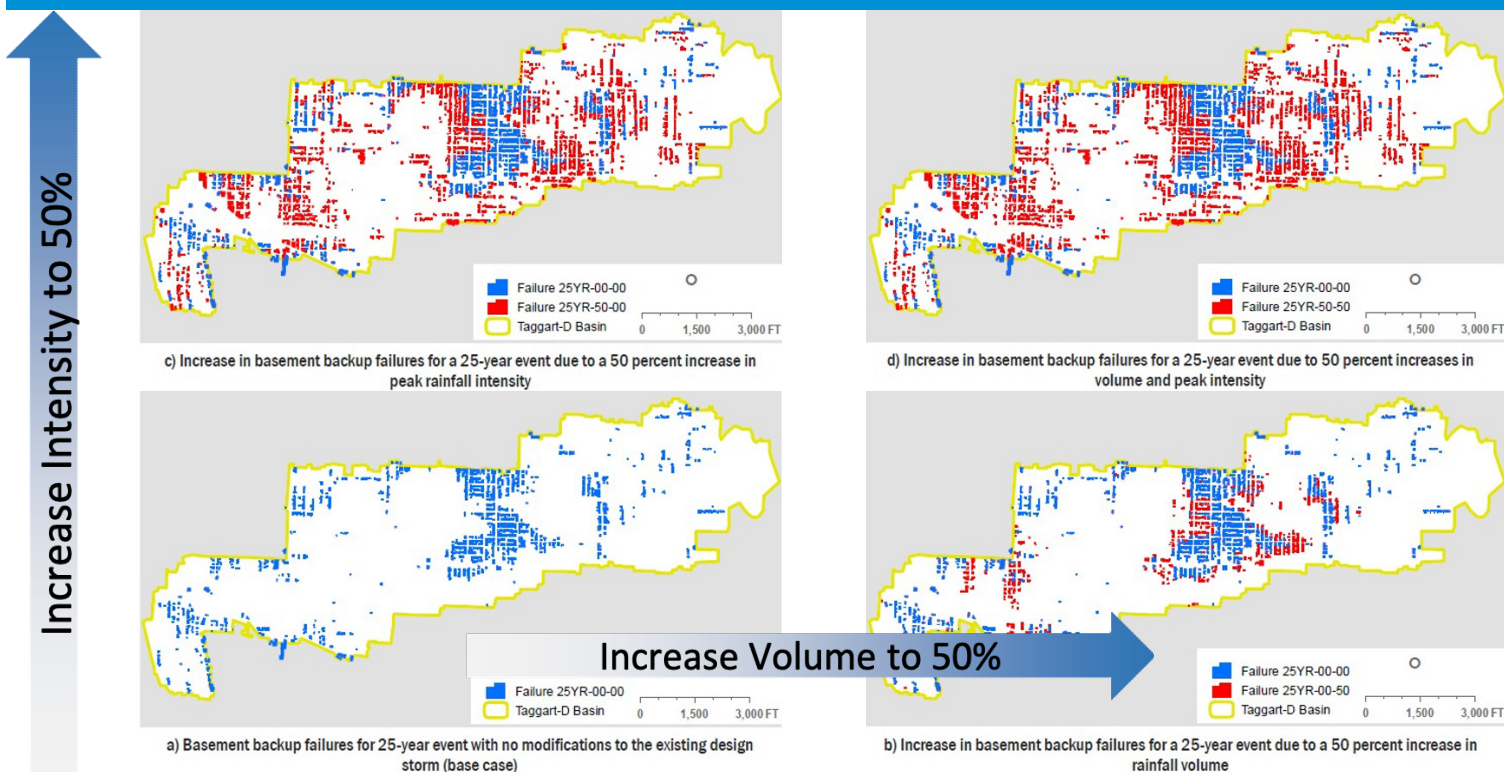 Increase Intensity to 50%
Failure 25YR-00-00
Failure 25YR-50-00
Taggart-D Basin
0 1,500 3,000 FT
c) Increase in basement backup failures for a 25-year event due to a 50 percent increase in
peak rainfall intensity
Failure 25YR-00-00
Failure 25YR-50-50
Taggart-D Basin
0 1,500 3,000 FT
d) Increase in basement backup failures for a 25-year event due to 50 percent increases in
volume and peak intensity
Increase Volume to 50%
Failure 25YR-00-00
Taggart-D Basin
0 1,500 3,000 FT
a) Basement backup failures for 25-year event with no modifications to the existing design
storm (base case)
Failure 25YR-00-00
Failure 25YR-00-50
Taggart-D Basin
0 1,500 3,000 FT
b) Increase in basement backup failures for a 25-year event due to a 50 percent increase in
rainfall volume